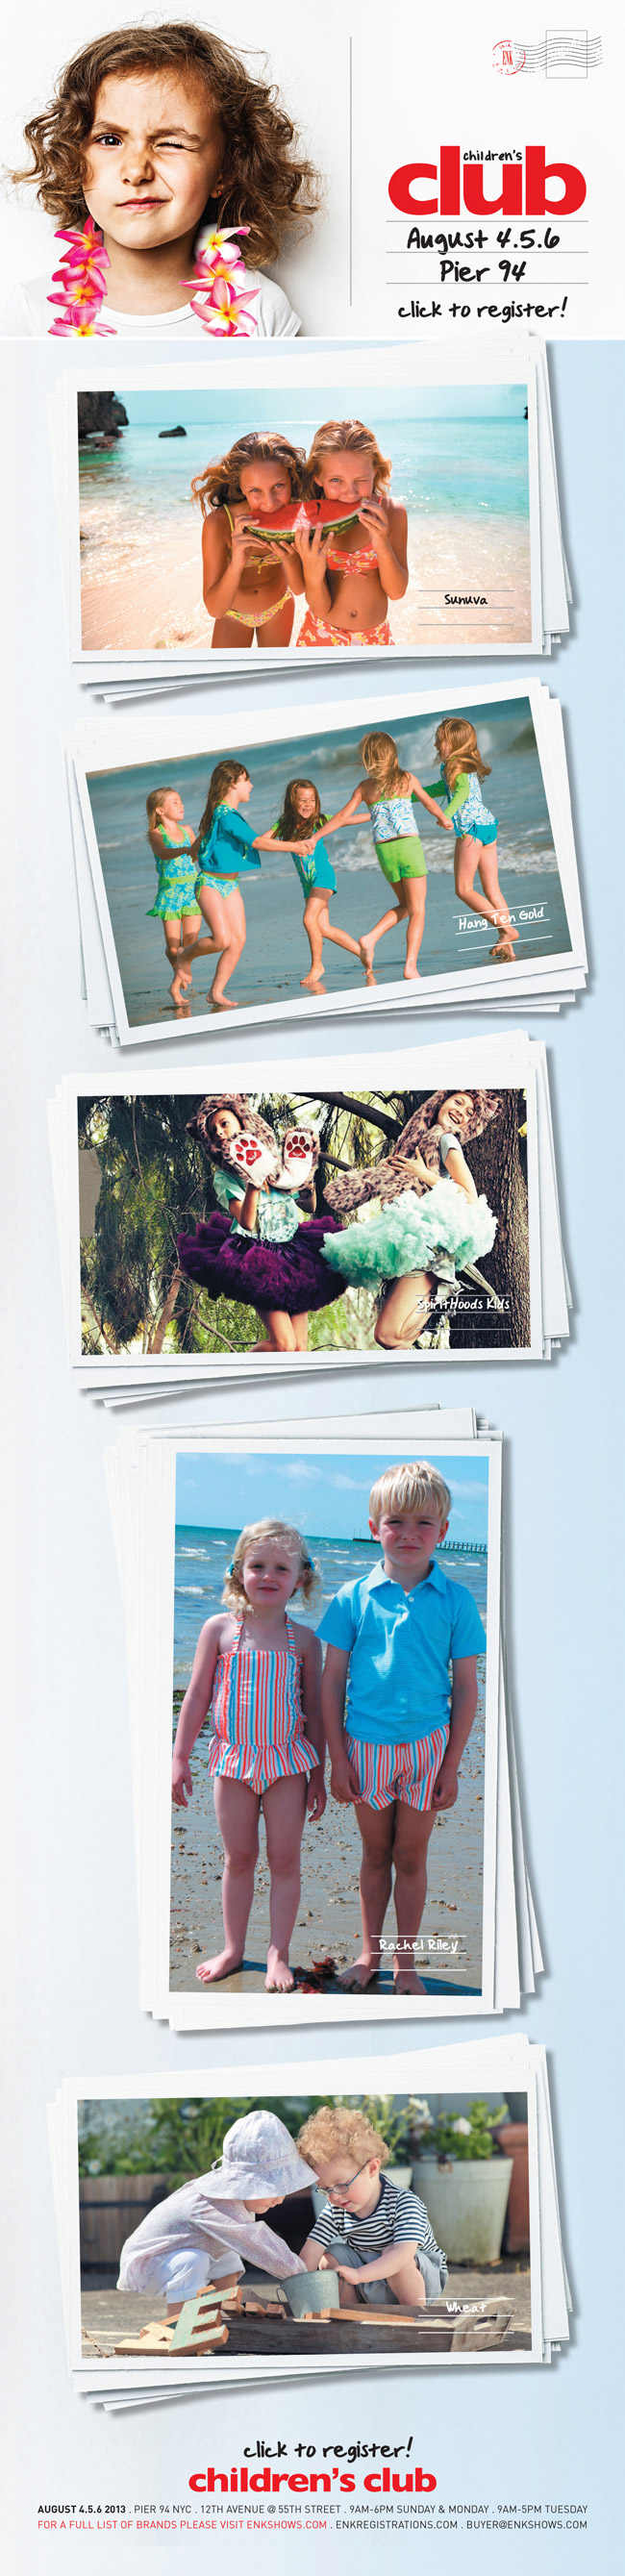 ENK
children's
club
August 4.5.6
Pier 94
click to register!
Sunuva
Hang Ten Gold
SpiritHoods Kids
Rachel Riley
E
Wheat
click to register!
children's club
AUGUST 4.5.6 2013 . PIER 94 NYC . 12TH AVENUE @ 55TH STREET . 9AM-6PM SUNDAY & MONDAY . 9AM-5PM TUESDAY
FOR A FULL LIST OF BRANDS PLEASE VISIT ENKSHOWS.COM . ENKREGISTRATIONS.COM . BUYER@ENKSHOWS.COM